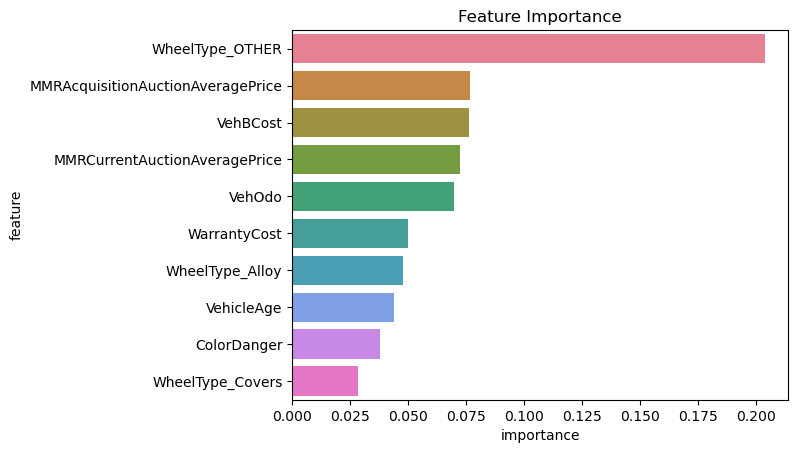 Feature Importance
WheelType_OTHER
MMRAcquisitionAuctionAveragePrice
VehBCost
MMRCurrentAuctionAveragePrice
VehOdo
WarrantyCost
WheelType_Alloy
VehicleAge
ColorDanger
WheelType_Covers
feature
0.000 0.025 0.050 0.075 0.100 0.125 0.150 0.175 0.200
importance